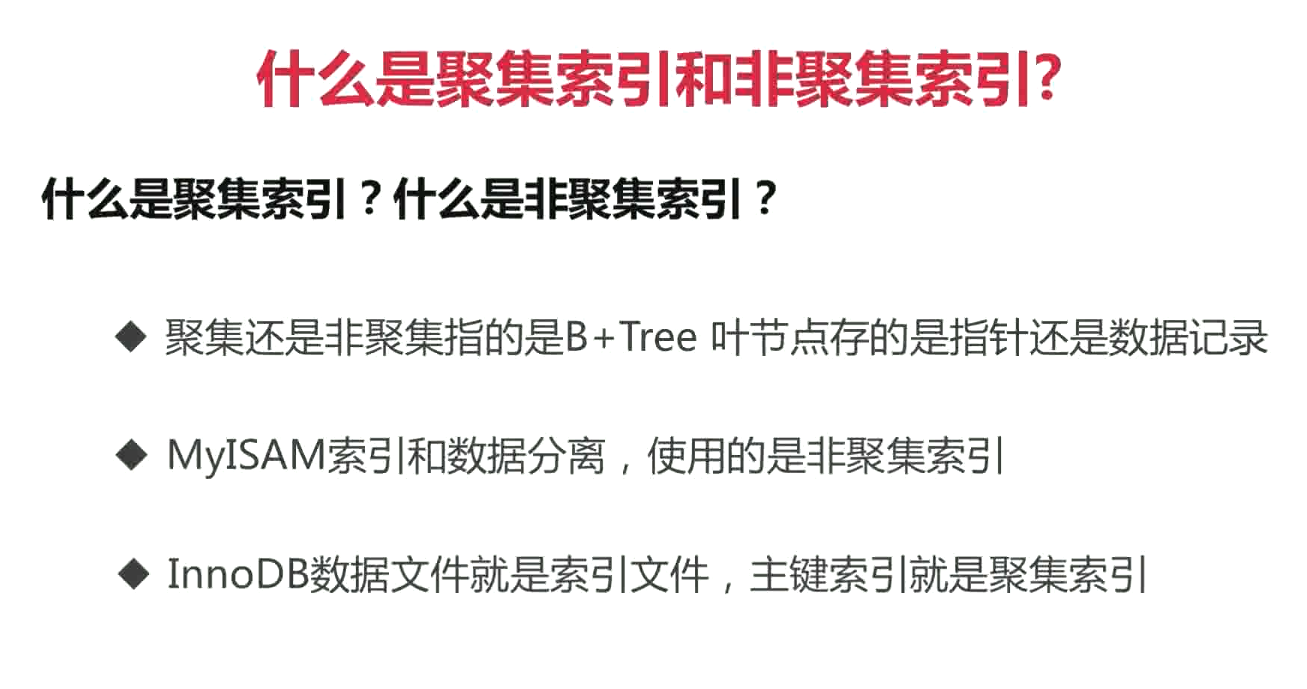 什么是聚集索引和非聚集索引?
什么是聚集索引？什么是非聚集索引？
◆ 聚集还是非聚集指的是B+Tree 叶节点存的是指针还是数据记录
◆ MyISAM索引和数据分离，使用的是非聚集索引
◆ InnoDB数据文件就是索引文件，主键索引就是聚集索引